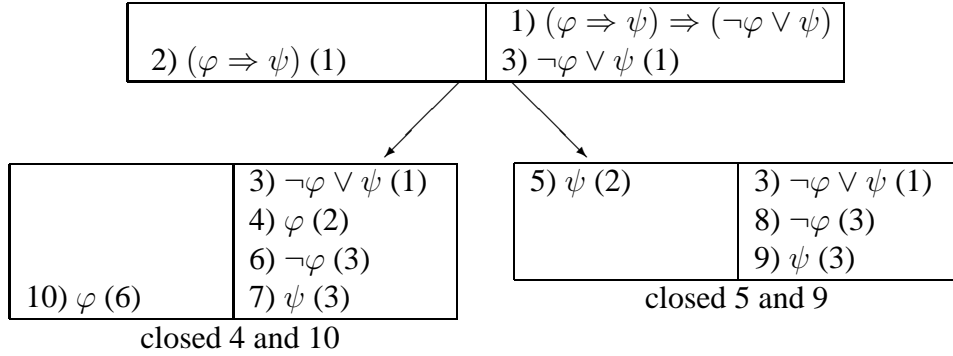 1) (φ ⇒ ψ) ⇒ (¬φ ∨ ψ)
2) (φ ⇒ ψ) (1)
3) ¬φ ∨ ψ (1)
3) ¬φ ∨ ψ (1)
4) φ (2)
6) ¬φ (3)
10) φ (6)
7) ψ (3)
closed 4 and 10
5) ψ (2)
3) ¬φ ∨ ψ (1)
8) ¬φ (3)
9) ψ (3)
closed 5 and 9